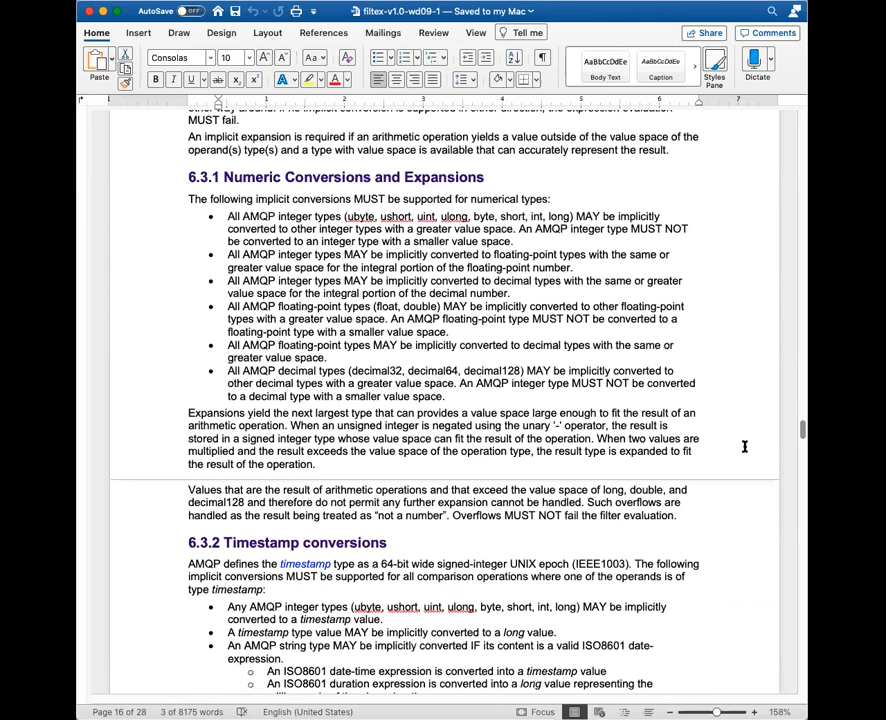 AutoSave OFF filtex-v1.0-wd09-1 — Saved to my Mac
Home Insert Draw Design Layout References Mailings Review View Tell me Share Comments
Paste Consolas 10 A A Aa A AaBbCcDdEe Body Text AaBbCcDdEe Caption Styles Pane Dictate
B I U ab x₂ x² A A
1 1 2 3 4 5 6 7
MUST fail.
An implicit expansion is required if an arithmetic operation yields a value outside of the value space of the
operand(s) type(s) and a type with value space is available that can accurately represent the result.
6.3.1 Numeric Conversions and Expansions
The following implicit conversions MUST be supported for numerical types:
• All AMQP integer types (ubyte, ushort, uint, ulong, byte, short, int, long) MAY be implicitly
converted to other integer types with a greater value space. An AMQP integer type MUST NOT
be converted to an integer type with a smaller value space.
• All AMQP integer types MAY be implicitly converted to floating-point types with the same or
greater value space for the integral portion of the floating-point number.
• All AMQP integer types MAY be implicitly converted to decimal types with the same or greater
value space for the integral portion of the decimal number.
• All AMQP floating-point types (float, double) MAY be implicitly converted to other floating-point
types with a greater value space. An AMQP floating-point type MUST NOT be converted to a
floating-point type with a smaller value space.
• All AMQP floating-point types MAY be implicitly converted to decimal types with the same or
greater value space.
• All AMQP decimal types (decimal32, decimal64, decimal128) MAY be implicitly converted to
other decimal types with a greater value space. An AMQP integer type MUST NOT be converted
to a decimal type with a smaller value space.
Expansions yield the next largest type that can provides a value space large enough to fit the result of an
arithmetic operation. When an unsigned integer is negated using the unary '-' operator, the result is
stored in a signed integer type whose value space can fit the result of the operation. When two values are
multiplied and the result exceeds the value space of the operation type, the result type is expanded to fit
the result of the operation.
Values that are the result of arithmetic operations and that exceed the value space of long, double, and
decimal128 and therefore do not permit any further expansion cannot be handled. Such overflows are
handled as the result being treated as “not a number”. Overflows MUST NOT fail the filter evaluation.
6.3.2 Timestamp conversions
AMQP defines the timestamp type as a 64-bit wide signed-integer UNIX epoch (IEEE1003). The following
implicit conversions MUST be supported for all comparison operations where one of the operands is of
type timestamp:
• Any AMQP integer types (ubyte, ushort, uint, ulong, byte, short, int, long) MAY be implicitly
converted to a timestamp value.
• A timestamp type value MAY be implicitly converted to a long value.
• An AMQP string type MAY be implicitly converted IF its content is a valid ISO8601 date-
expression.
o An ISO8601 date-time expression is converted into a timestamp value
o An ISO8601 duration expression is converted into a long value representing the
Page 16 of 28 3 of 8175 words English (United States) Focus 158%